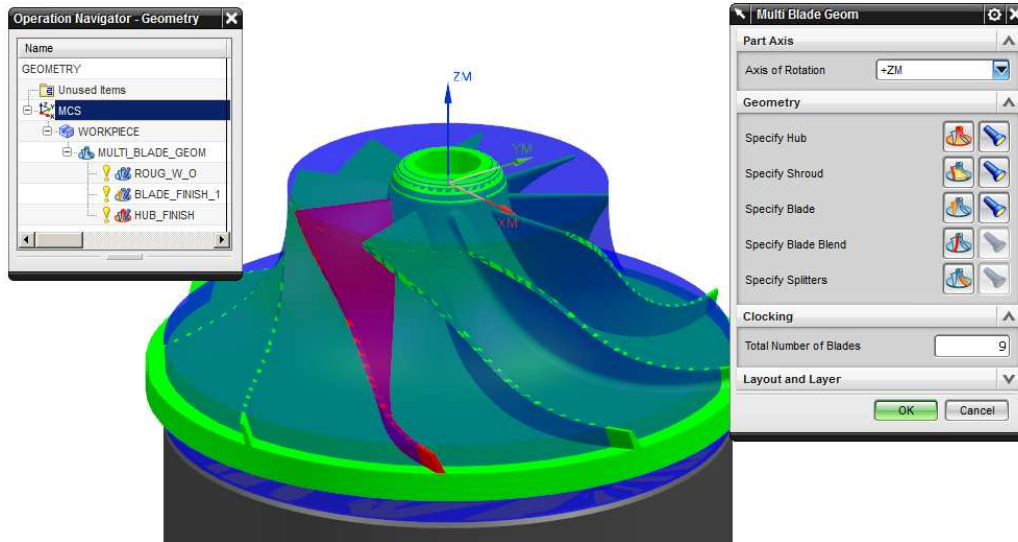 Operation Navigator - Geometry
Name
GEOMETRY
Unused Items
MCS
WORKPIECE
MULTI_BLADE_GEOM
ROUG_W_O
BLADE_FINISH_1
HUB_FINISH
ZM
YM
XM
Multi Blade Geom
Part Axis
Axis of Rotation +ZM
Geometry
Specify Hub
Specify Shroud
Specify Blade
Specify Blade Blend
Specify Splitters
Clocking
Total Number of Blades 9
Layout and Layer
OK Cancel